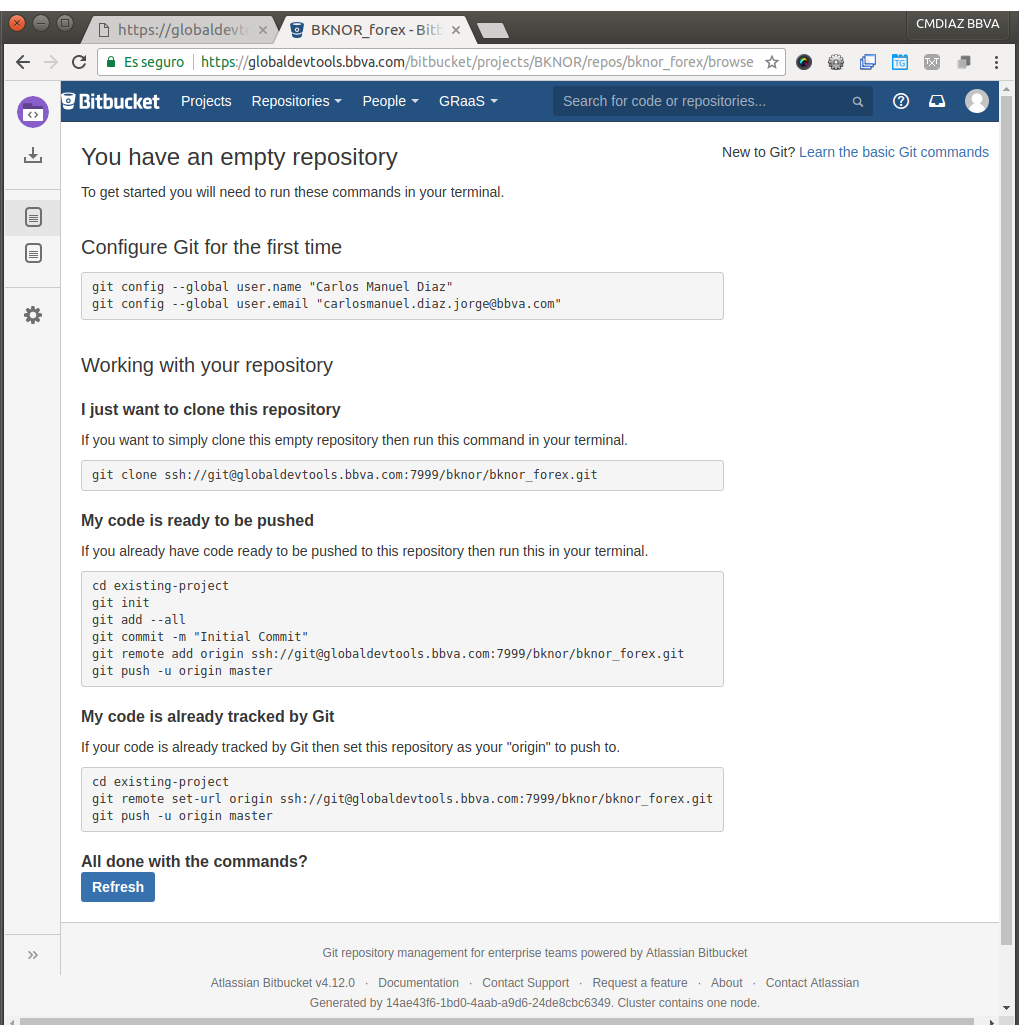 CMDIAZ BBVA
https://globaldevt
BKNOR_forex - Bitb
Es seguro
https://globaldevtools.bbva.com/bitbucket/projects/BKNOR/repos/bknor_forex/browse
TG
TXT
Bitbucket
Projects
Repositories
People
GRaaS
Search for code or repositories...
You have an empty repository
New to Git? Learn the basic Git commands
To get started you will need to run these commands in your terminal.
Configure Git for the first time
git config --global user.name "Carlos Manuel Diaz"
git config --global user.email "carlosmanuel.diaz.jorge@bbva.com"
Working with your repository
I just want to clone this repository
If you want to simply clone this empty repository then run this command in your terminal.
git clone ssh://git@globaldevtools.bbva.com:7999/bknor/bknor_forex.git
My code is ready to be pushed
If you already have code ready to be pushed to this repository then run this in your terminal.
cd existing-project
git init
git add --all
git commit -m "Initial Commit"
git remote add origin ssh://git@globaldevtools.bbva.com:7999/bknor/bknor_forex.git
git push -u origin master
My code is already tracked by Git
If your code is already tracked by Git then set this repository as your "origin" to push to.
cd existing-project
git remote set-url origin ssh://git@globaldevtools.bbva.com:7999/bknor/bknor_forex.git
git push -u origin master
All done with the commands?
Refresh
Git repository management for enterprise teams powered by Atlassian Bitbucket
Atlassian Bitbucket v4.12.0 · Documentation · Contact Support · Request a feature · About · Contact Atlassian
Generated by 14ae43f6-1bd0-4aab-a9d6-24de8cbc6349. Cluster contains one node.